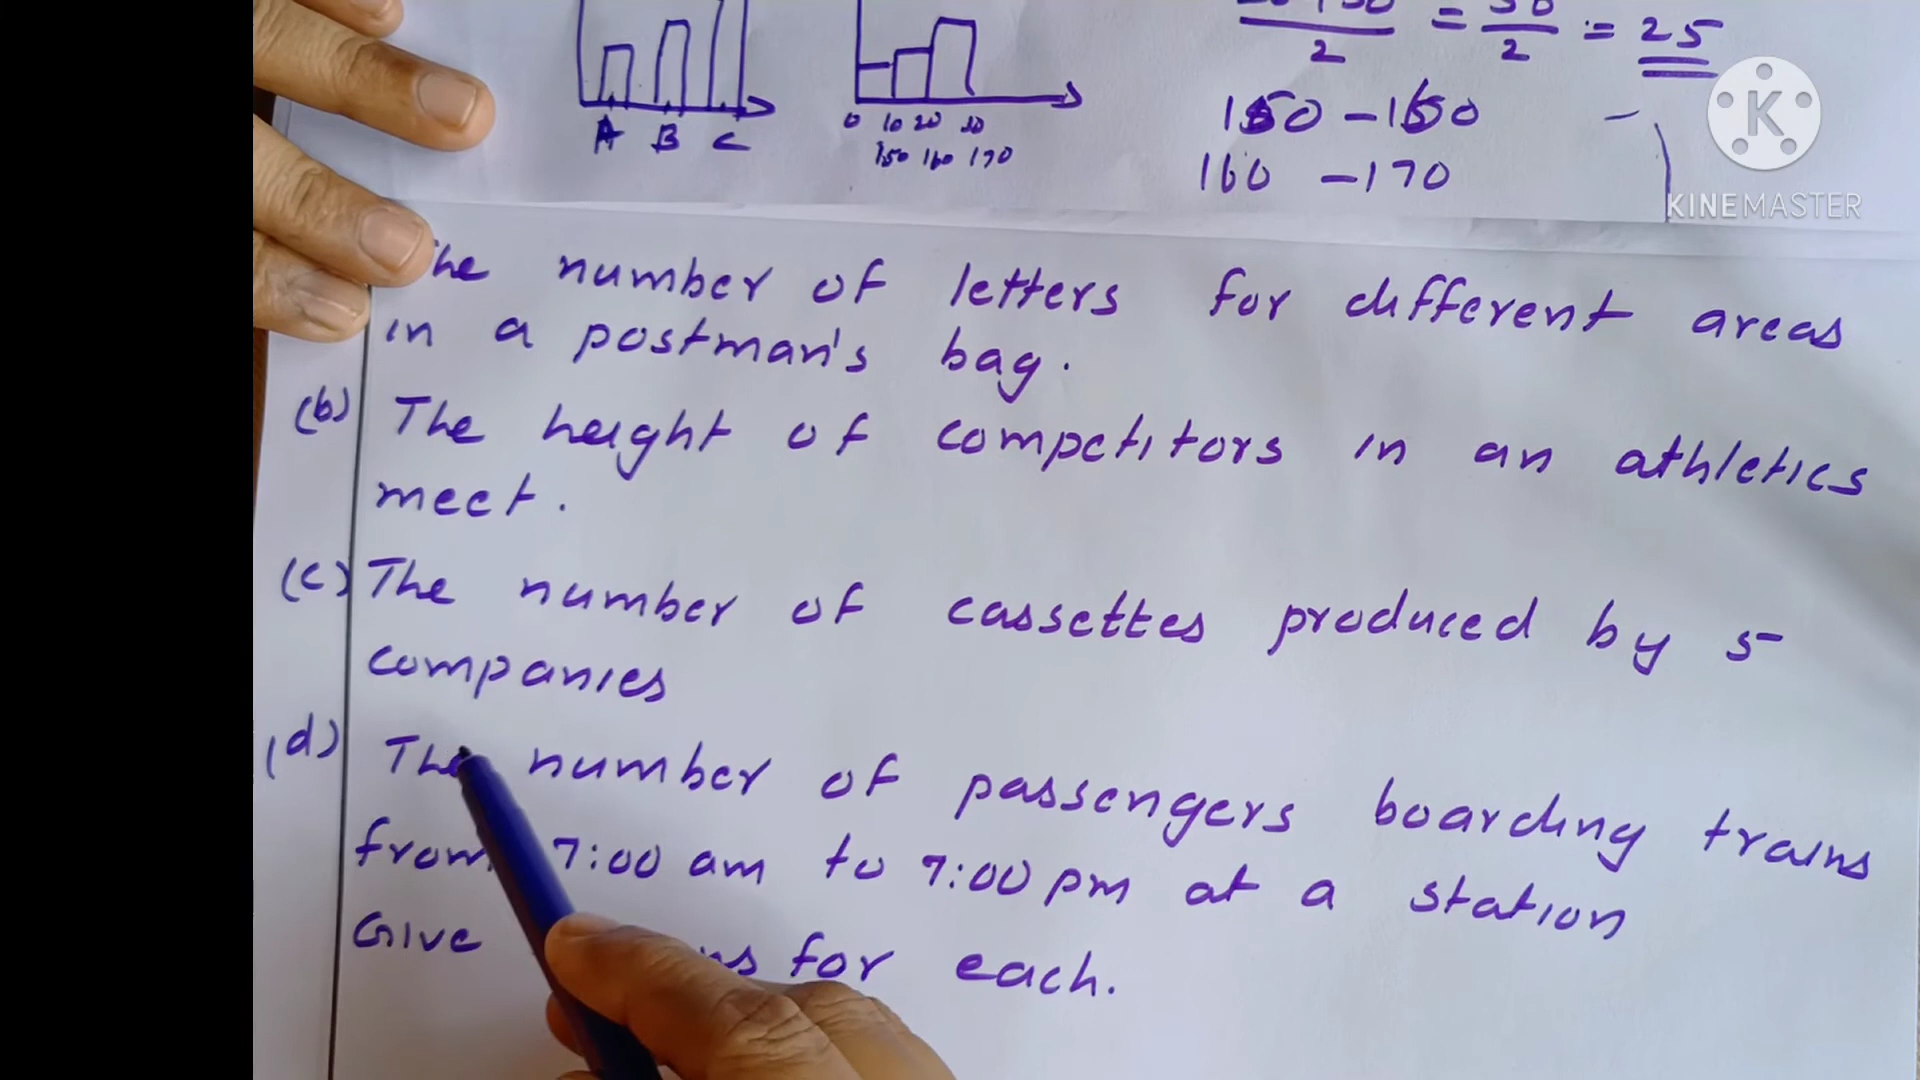 = = 25
2 2
A B C
0 10 20 30
150 160 170
150 - 160
160 - 170
K
KINEMASTER
The number of letters for different areas
in a postman's bag.
(b) The height of competitors in an athletics
meet.
(c) The number of cassettes produced by 5
companies
(d) The number of passengers boarding trains
from 7:00 am to 7:00 pm at a station
Give for each.